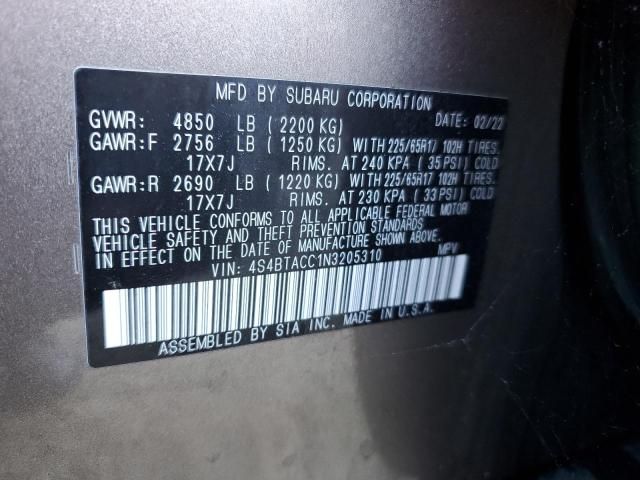 MFD BY SUBARU CORPORATION DATE: 02/22
GVWR: 4850 LB ( 2200 KG)
GAWR:F 2756 LB ( 1250 KG) WITH 225/65R17 102H TIRES.
17X7J RIMS. AT 240 KPA ( 35 PSI) COLD
GAWR:R 2690 LB ( 1220 KG) WITH 225/65R17 102H TIRES.
17X7J RIMS. AT 230 KPA ( 33 PSI) COLD
THIS VEHICLE CONFORMS TO ALL APPLICABLE FEDERAL MOTOR
VEHICLE SAFETY AND THEFT PREVENTION STANDARDS
IN EFFECT ON THE DATE OF MANUFACTURE SHOWN ABOVE.
VIN: 4S4BTACC1N3205310 MPV
ASSEMBLED BY SIA INC. MADE IN U.S.A.